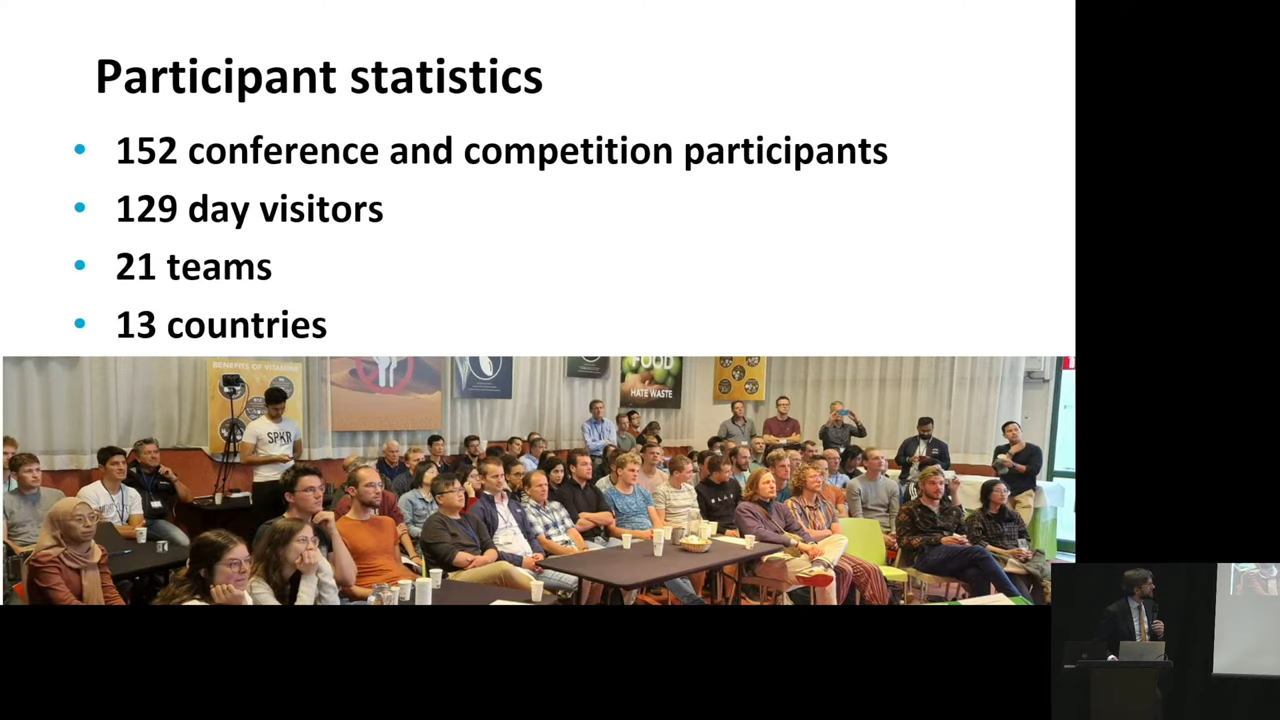 Participant statistics
• 152 conference and competition participants
• 129 day visitors
• 21 teams
• 13 countries
BENEFITS OF VITAMINS
FOOD
HATE WASTE
SPKR